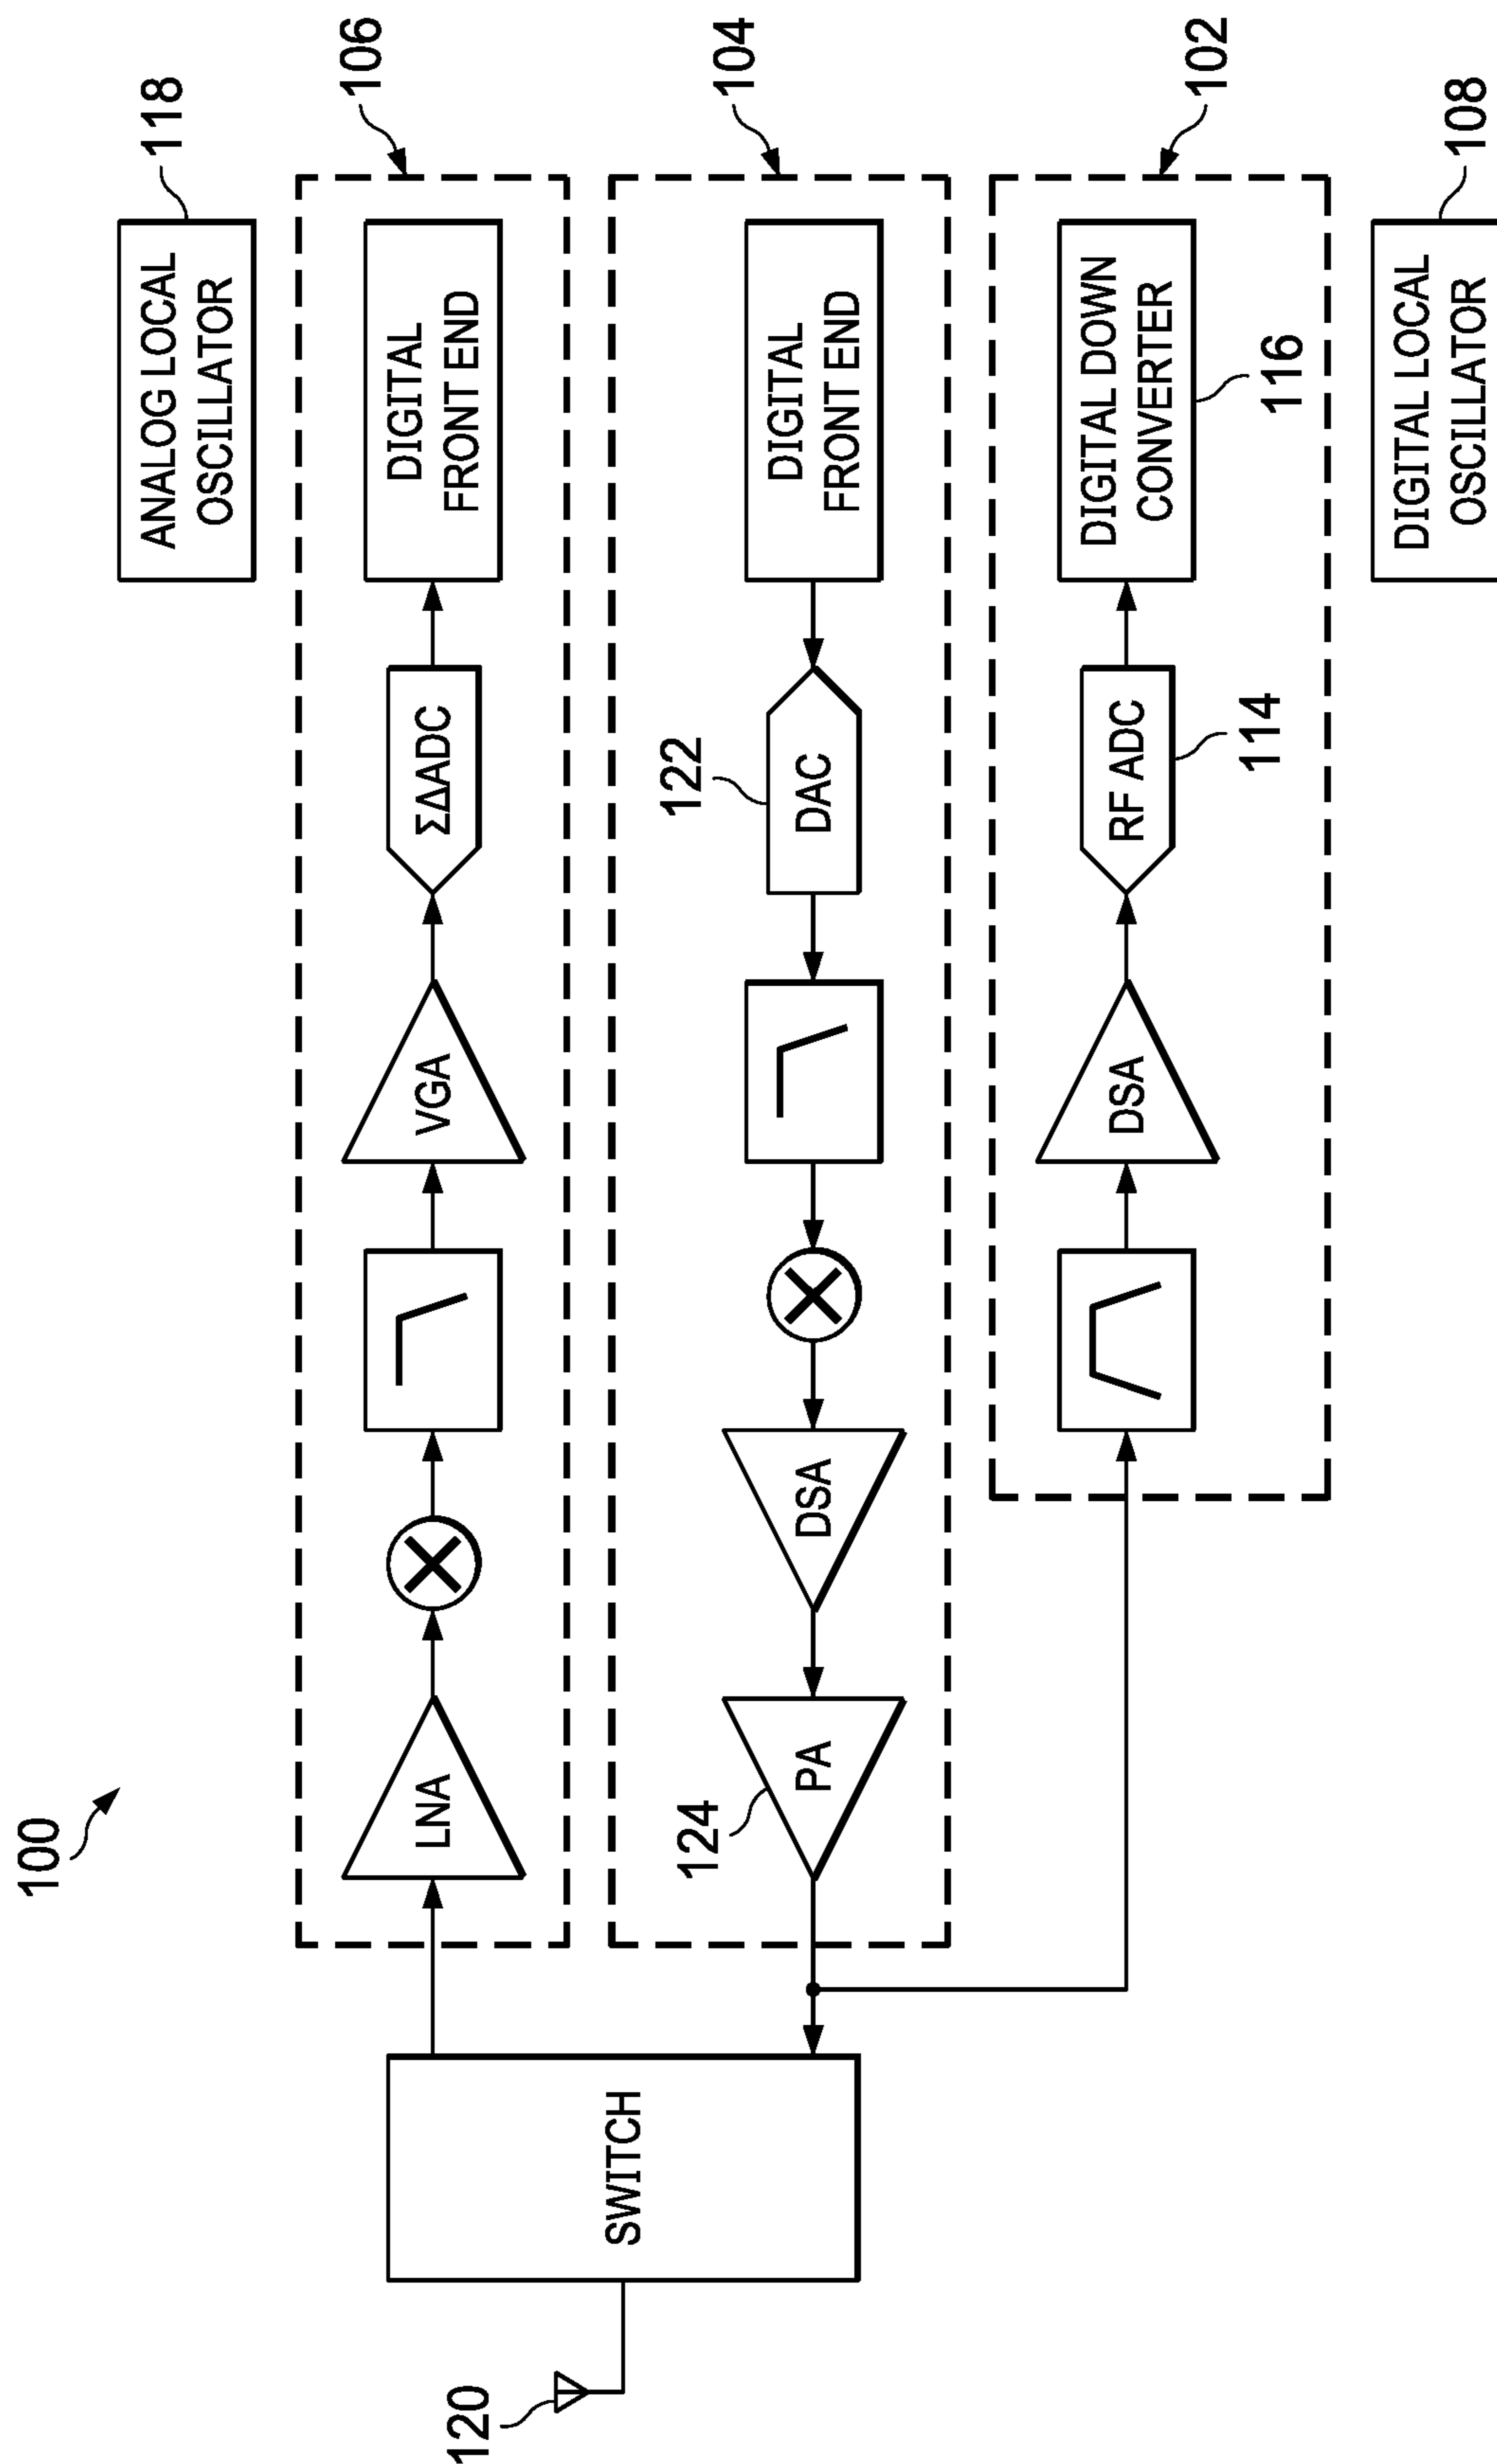 100
118
ANALOG LOCAL
OSCILLATOR
106
LNA
VGA
ΣΔADC
DIGITAL
FRONT END
120
SWITCH
104
124
PA
DSA
122
DAC
DIGITAL
FRONT END
102
DSA
RF ADC
114
DIGITAL DOWN
CONVERTER
116
DIGITAL LOCAL
OSCILLATOR
108